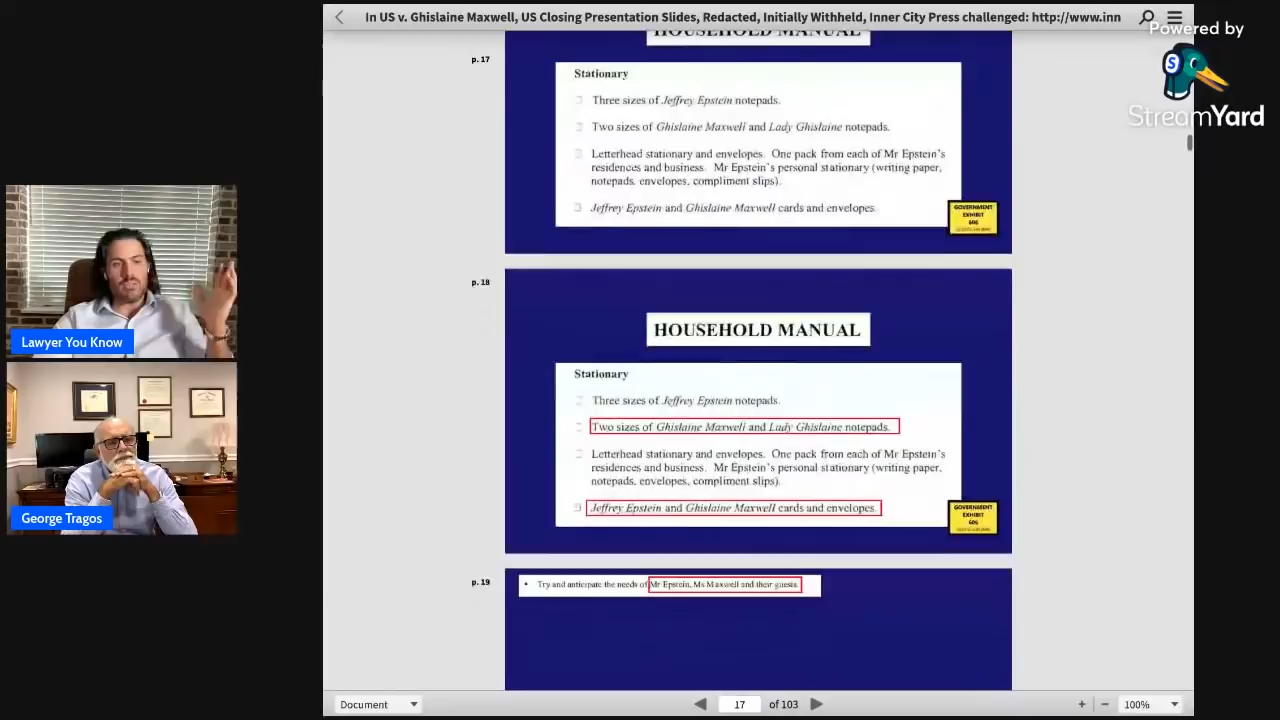 In US v. Ghislaine Maxwell, US Closing Presentation Slides, Redacted, Initially Withheld, Inner City Press challenged: http://www.inn
Powered by
StreamYard
HOUSEHOLD MANUAL
p. 17
Stationary
Three sizes of Jeffrey Epstein notepads.
Two sizes of Ghislaine Maxwell and Lady Ghislaine notepads.
Letterhead stationary and envelopes. One pack from each of Mr Epstein's
residences and business. Mr Epstein's personal stationary (writing paper,
notepads, envelopes, compliment slips).
Jeffrey Epstein and Ghislaine Maxwell cards and envelopes.
GOVERNMENT
EXHIBIT
606
p. 18
HOUSEHOLD MANUAL
Stationary
Three sizes of Jeffrey Epstein notepads.
Two sizes of Ghislaine Maxwell and Lady Ghislaine notepads.
Letterhead stationary and envelopes. One pack from each of Mr Epstein's
residences and business. Mr Epstein's personal stationary (writing paper,
notepads, envelopes, compliment slips).
Jeffrey Epstein and Ghislaine Maxwell cards and envelopes.
GOVERNMENT
EXHIBIT
606
p. 19
Try and anticipate the needs of Mr Epstein, Ms Maxwell and their guests.
Lawyer You Know
George Tragos
Document
17 of 103
100%